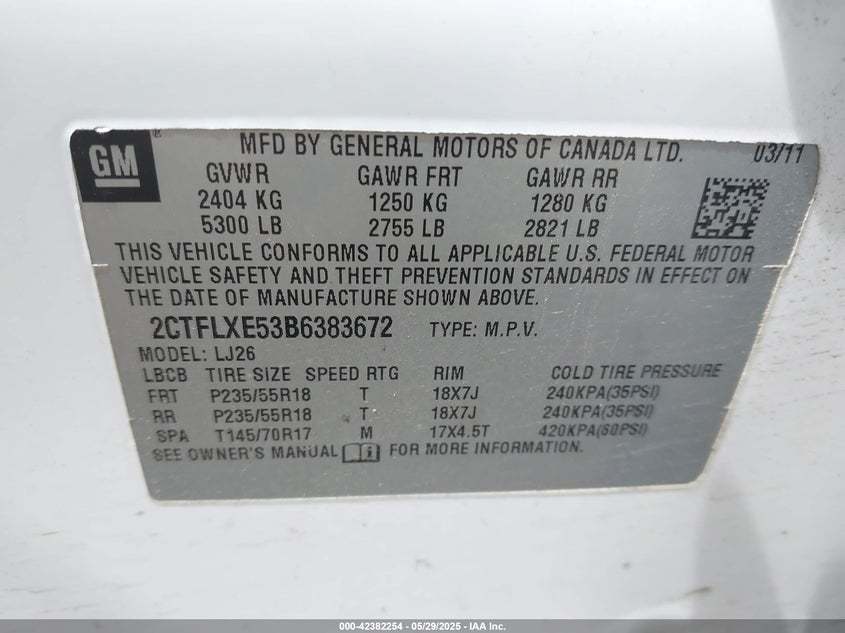 GM ® MFD BY GENERAL MOTORS OF CANADA LTD. 03/11
GVWR GAWR FRT GAWR RR
2404 KG 1250 KG 1280 KG
5300 LB 2755 LB 2821 LB
THIS VEHICLE CONFORMS TO ALL APPLICABLE U.S. FEDERAL MOTOR
VEHICLE SAFETY AND THEFT PREVENTION STANDARDS IN EFFECT ON
THE DATE OF MANUFACTURE SHOWN ABOVE.
2CTFLXE53B6383672 TYPE: M.P.V.
MODEL: LJ26
LBCB TIRE SIZE SPEED RTG RIM COLD TIRE PRESSURE
FRT P235/55R18 T 18X7J 240KPA(35PSI)
RR P235/55R18 T 18X7J 240KPA(35PSI)
SPA T145/70R17 M 17X4.5T 420KPA(60PSI)
SEE OWNER'S MANUAL i FOR MORE INFORMATION.
000-42382254 - 05/29/2025 - IAA Inc.